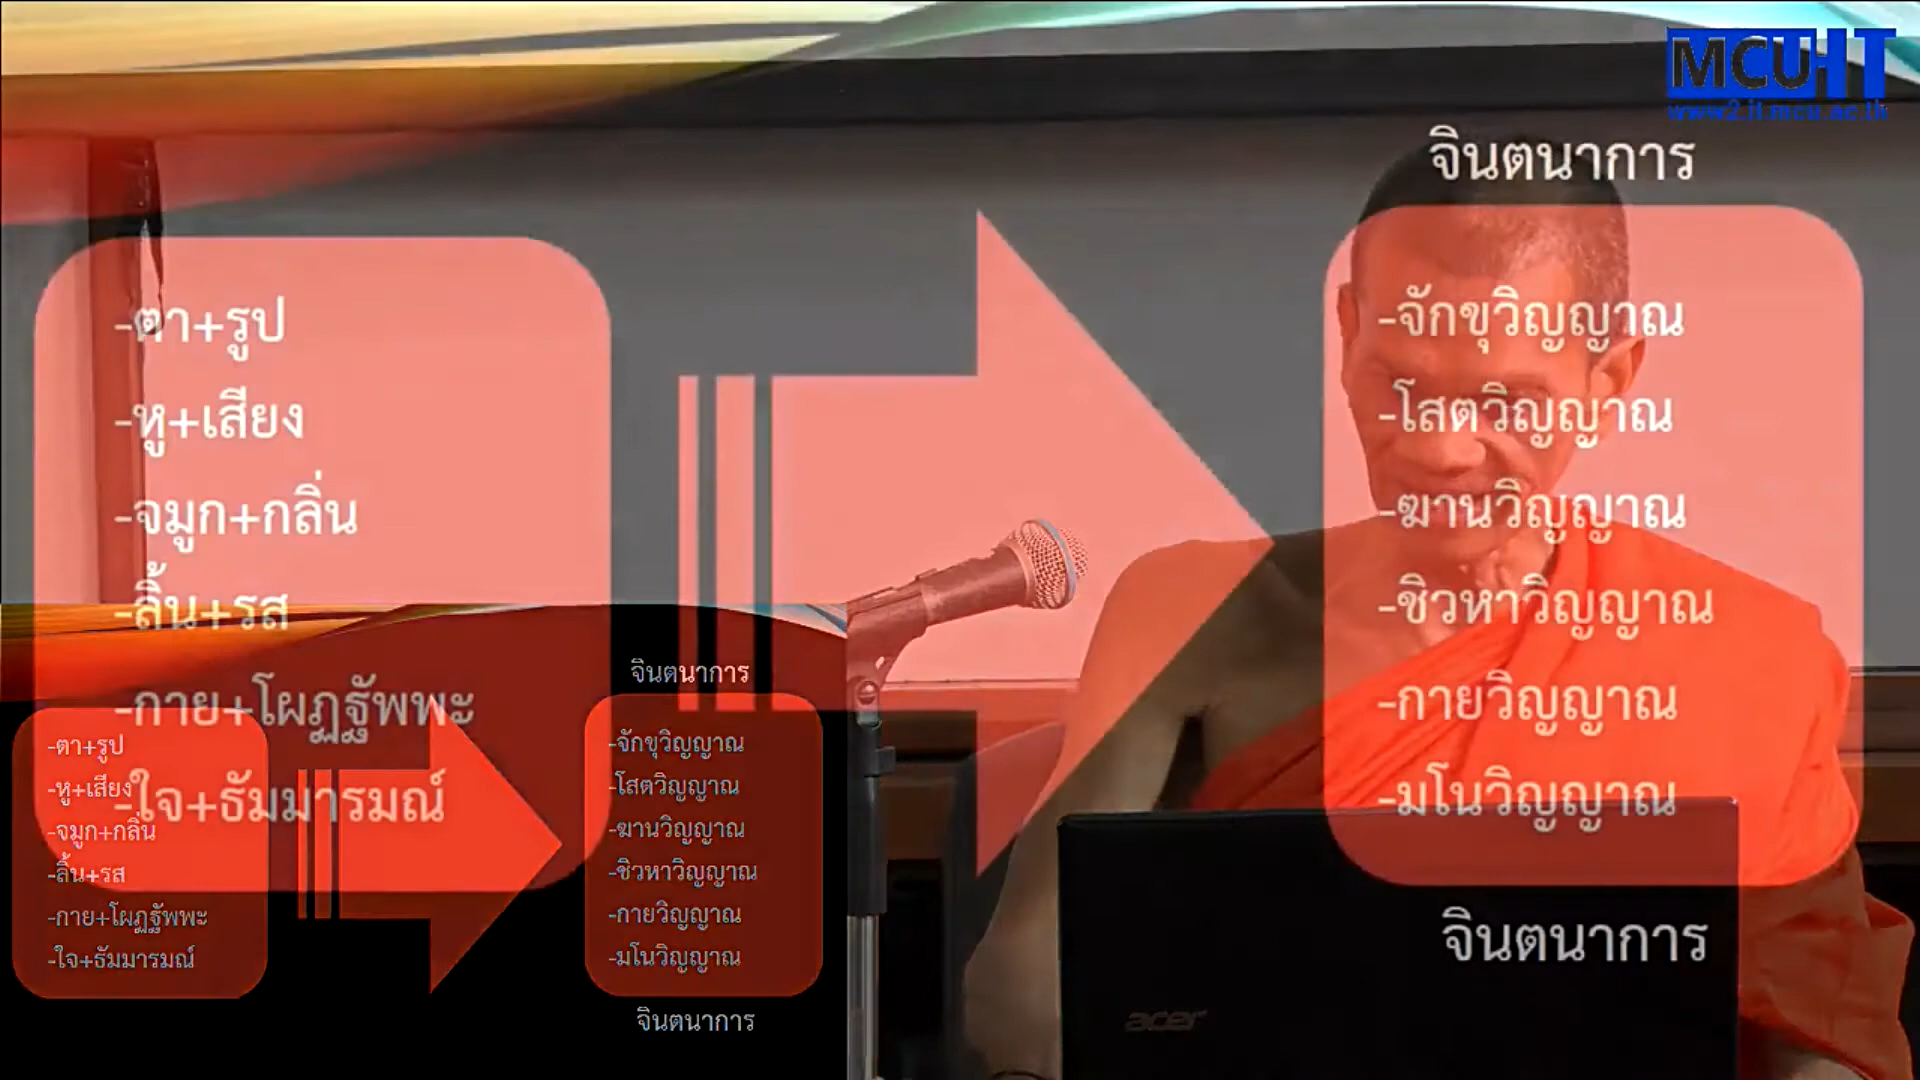 MCU-IT
www2.it.mcu.ac.th
จินตนาการ
-ตา+รูป
-หู+เสียง
-จมูก+กลิ่น
-ลิ้น+รส
-กาย+โผฏฐัพพะ
-ใจ+ธัมมารมณ์
-จักขุวิญญาณ
-โสตวิญญาณ
-ฆานวิญญาณ
-ชิวหาวิญญาณ
-กายวิญญาณ
-มโนวิญญาณ
จินตนาการ
จินตนาการ
-ตา+รูป
-หู+เสียง
-จมูก+กลิ่น
-ลิ้น+รส
-กาย+โผฏฐัพพะ
-ใจ+ธัมมารมณ์
-จักขุวิญญาณ
-โสตวิญญาณ
-ฆานวิญญาณ
-ชิวหาวิญญาณ
-กายวิญญาณ
-มโนวิญญาณ
จินตนาการ
acer